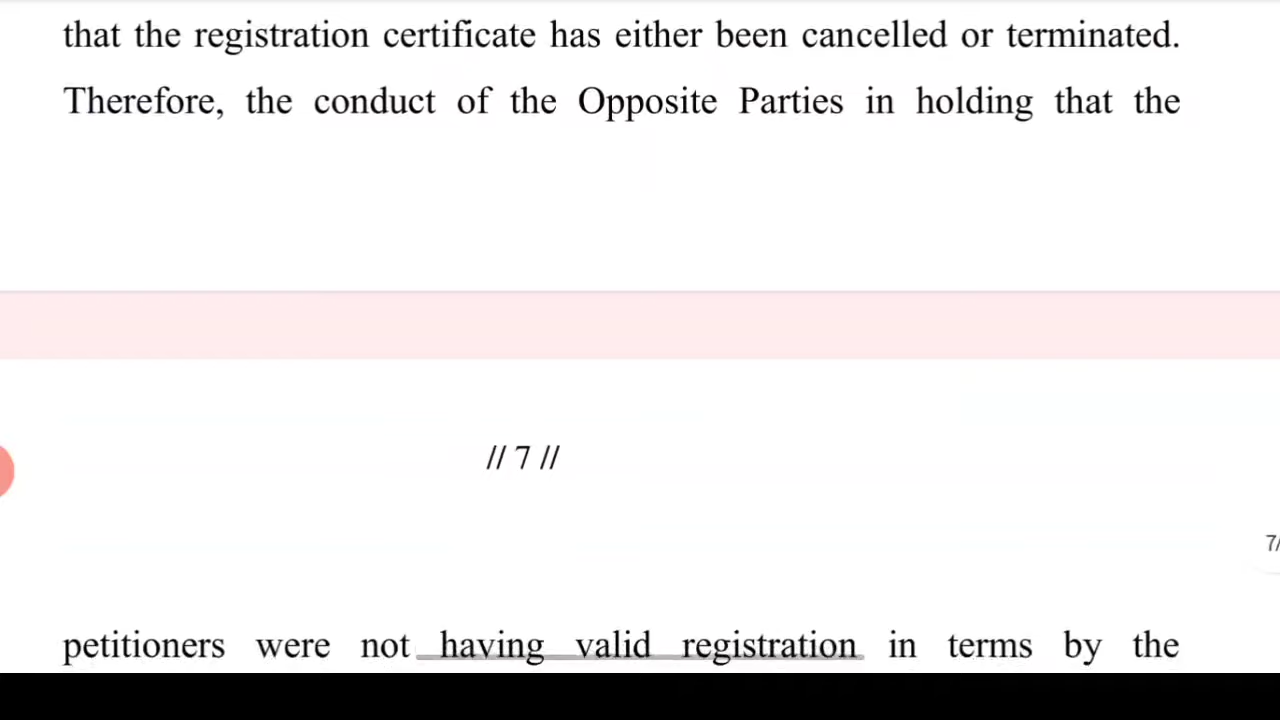 that the registration certificate has either been cancelled or terminated.
Therefore, the conduct of the Opposite Parties in holding that the
// 7 //
7/
petitioners were not having valid registration in terms by the